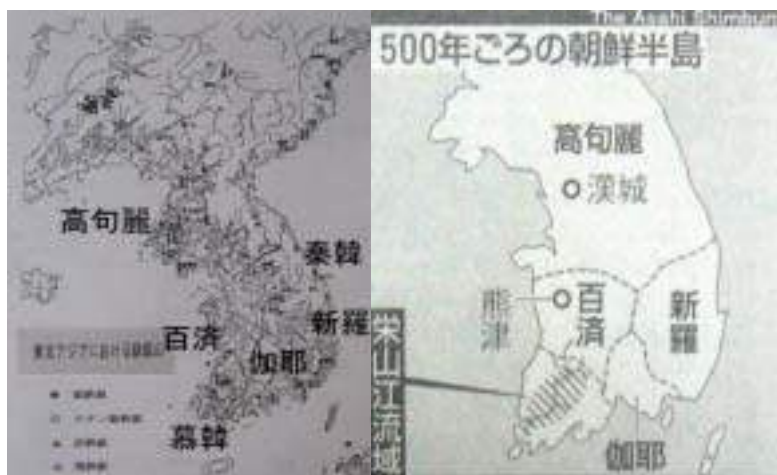 高句麗
秦韓
新羅
百済
伽耶
慕韓
The Asahi Shimbun
500年ごろの朝鮮半島
高句麗
漢城
熊津
百済
新羅
栄山江流域
伽耶